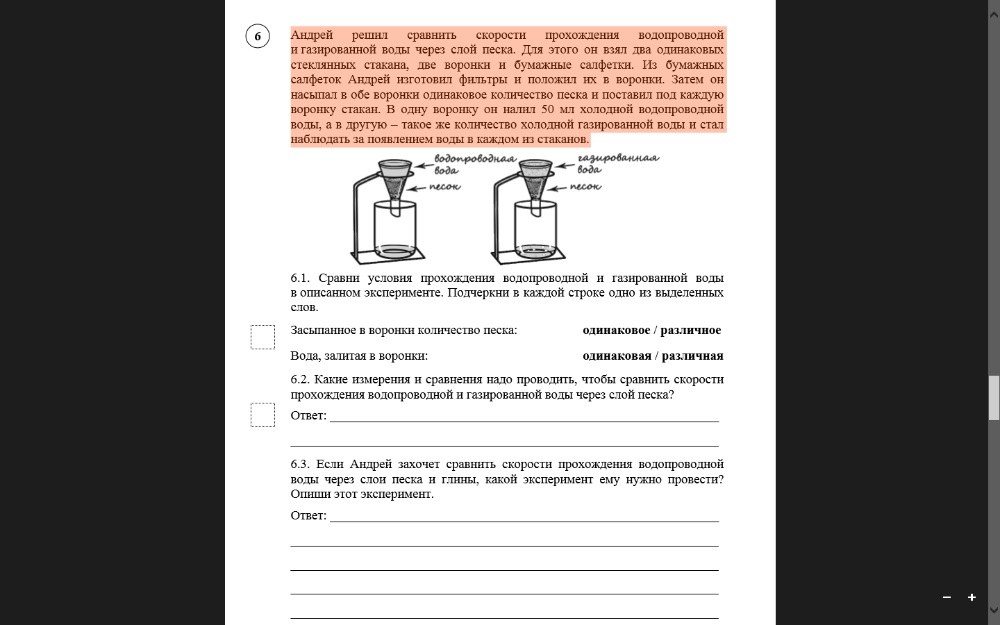 6
Андрей решил сравнить скорости прохождения водопроводной
и газированной воды через слой песка. Для этого он взял два одинаковых
стеклянных стакана, две воронки и бумажные салфетки. Из бумажных
салфеток Андрей изготовил фильтры и положил их в воронки. Затем он
насыпал в обе воронки одинаковое количество песка и поставил под каждую
воронку стакан. В одну воронку он налил 50 мл холодной водопроводной
воды, а в другую – такое же количество холодной газированной воды и стал
наблюдать за появлением воды в каждом из стаканов.
водопроводная
вода
песок
газированная
вода
песок
6.1. Сравни условия прохождения водопроводной и газированной воды
в описанном эксперименте. Подчеркни в каждой строке одно из выделенных
слов.
Засыпанное в воронки количество песка: одинаковое / различное
Вода, залитая в воронки: одинаковая / различная
6.2. Какие измерения и сравнения надо проводить, чтобы сравнить скорости
прохождения водопроводной и газированной воды через слой песка?
Ответ:
6.3. Если Андрей захочет сравнить скорости прохождения водопроводной
воды через слои песка и глины, какой эксперимент ему нужно провести?
Опиши этот эксперимент.
Ответ: